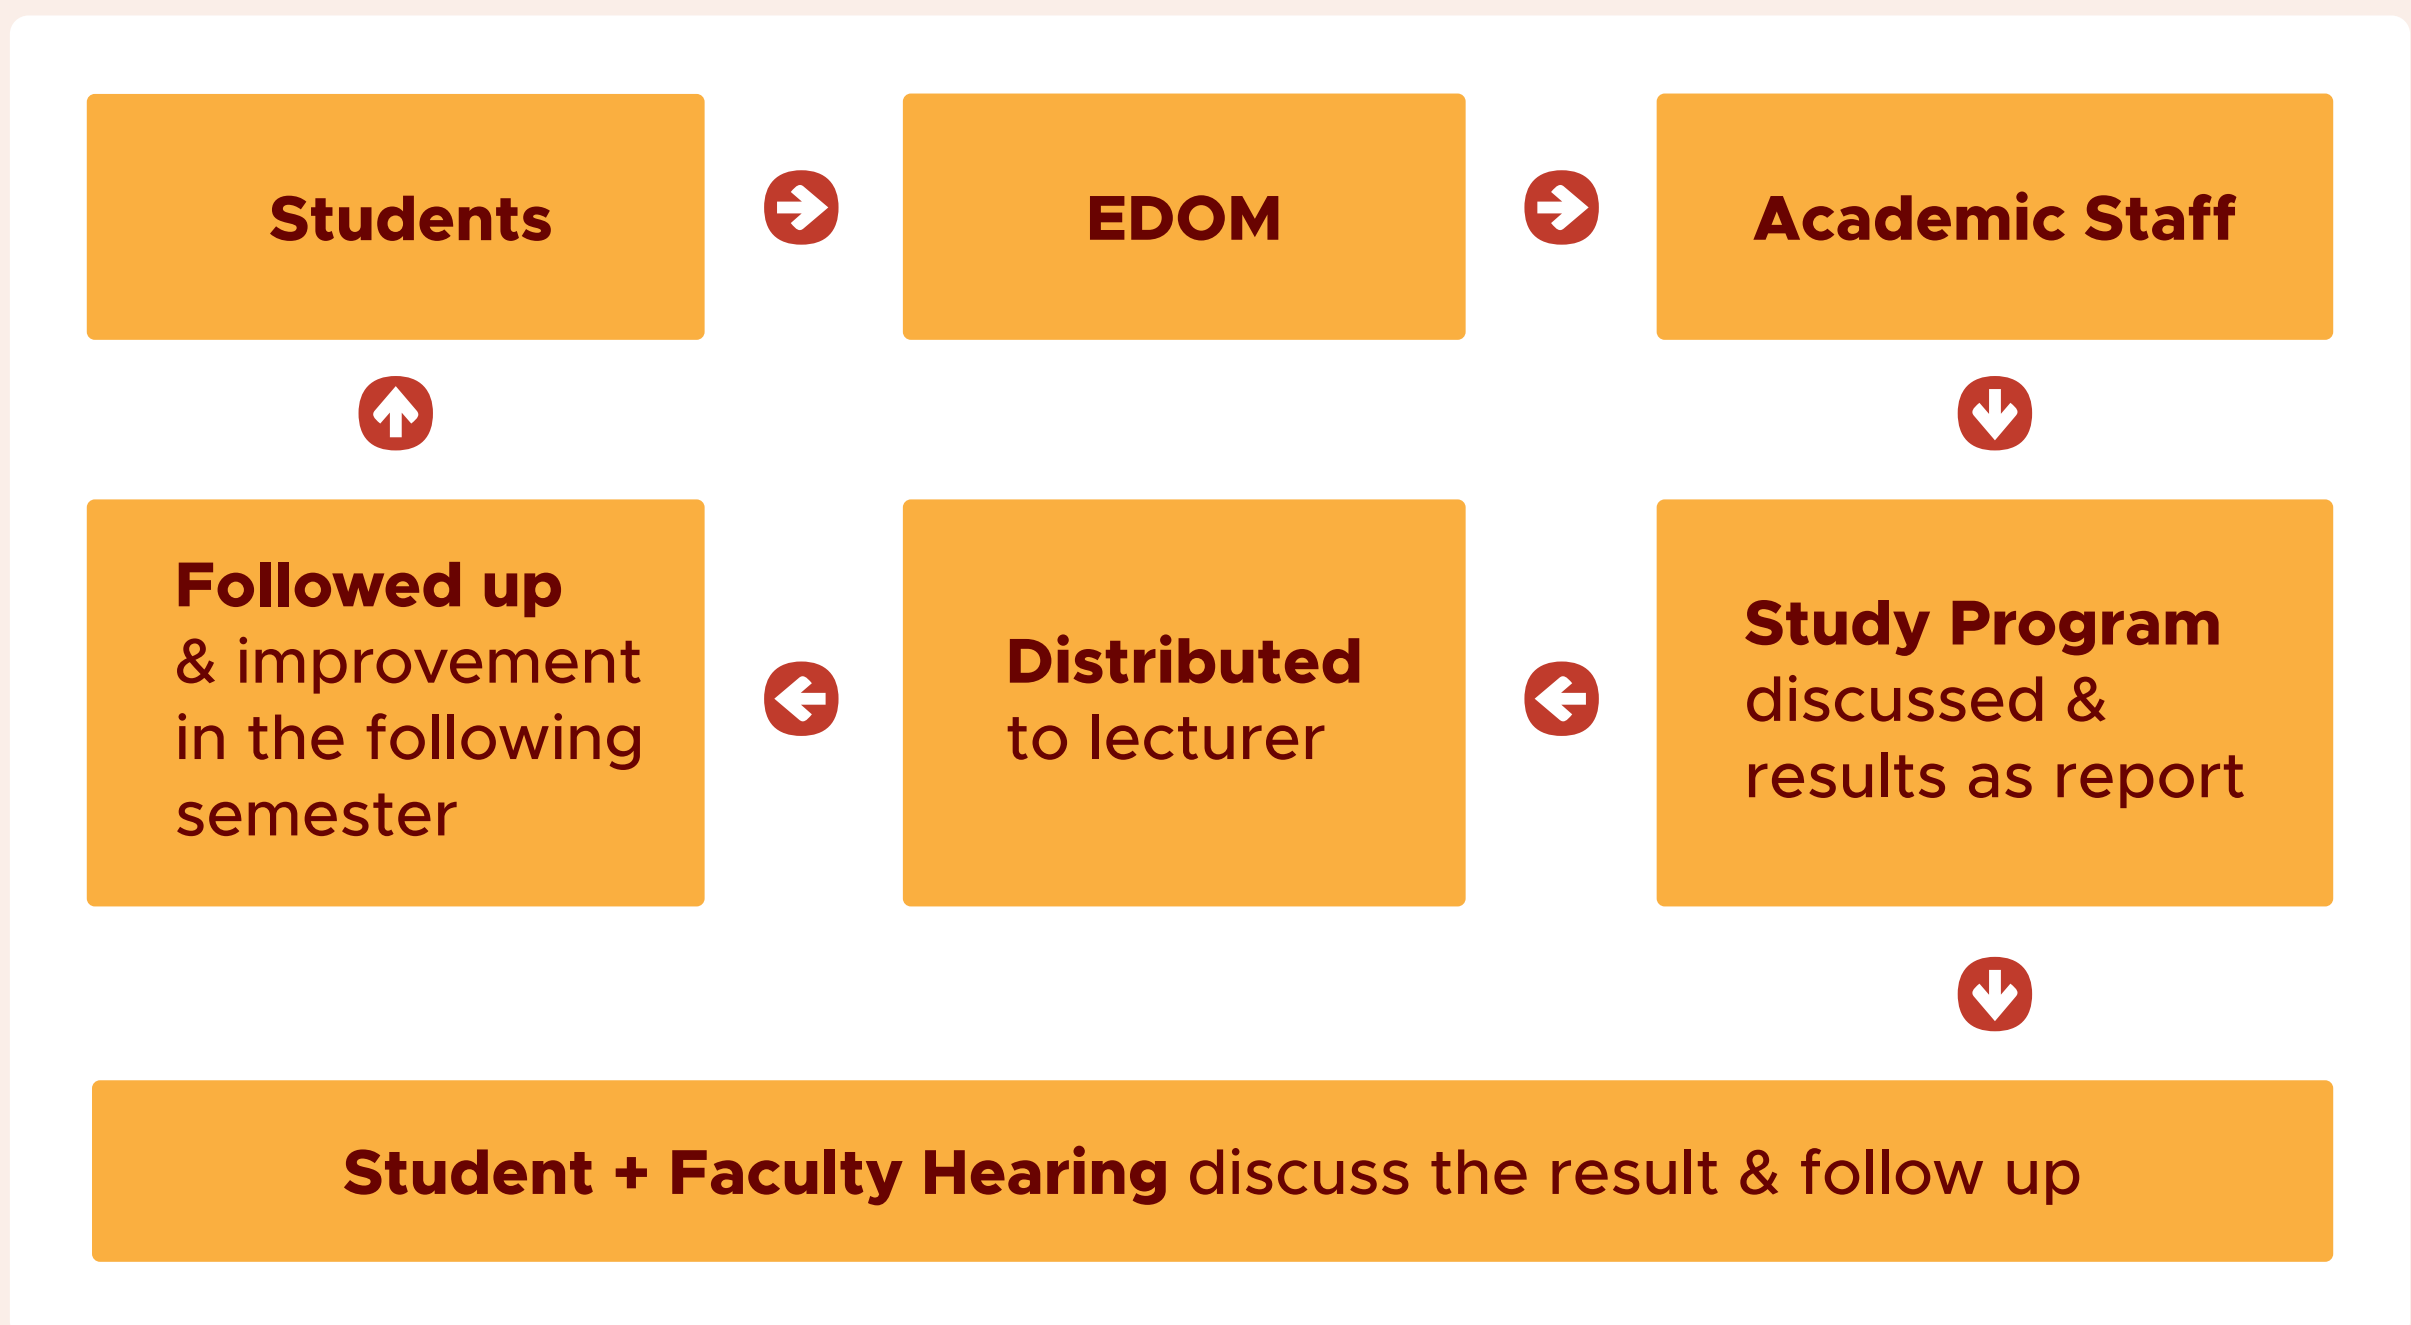 Students
EDOM
Academic Staff
Followed up
& improvement
in the following
semester
Distributed
to lecturer
Study Program
discussed &
results as report
Student + Faculty Hearing discuss the result & follow up